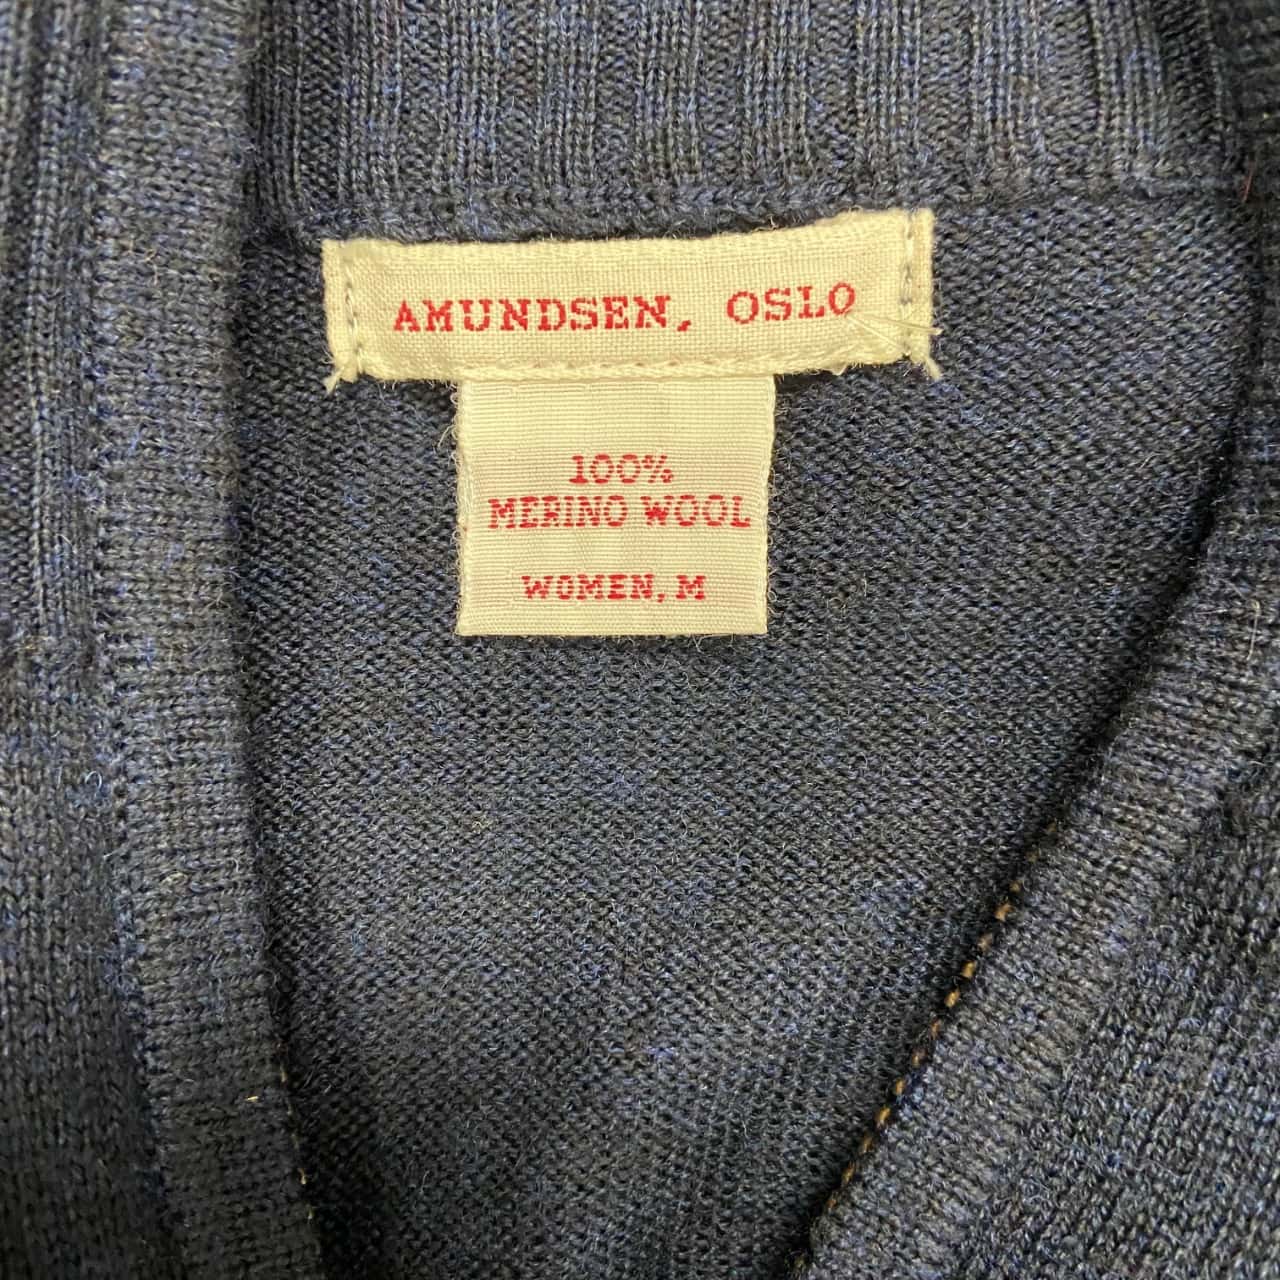 AMUNDSEN, OSLO
100%
MERINO WOOL
WOMEN, M